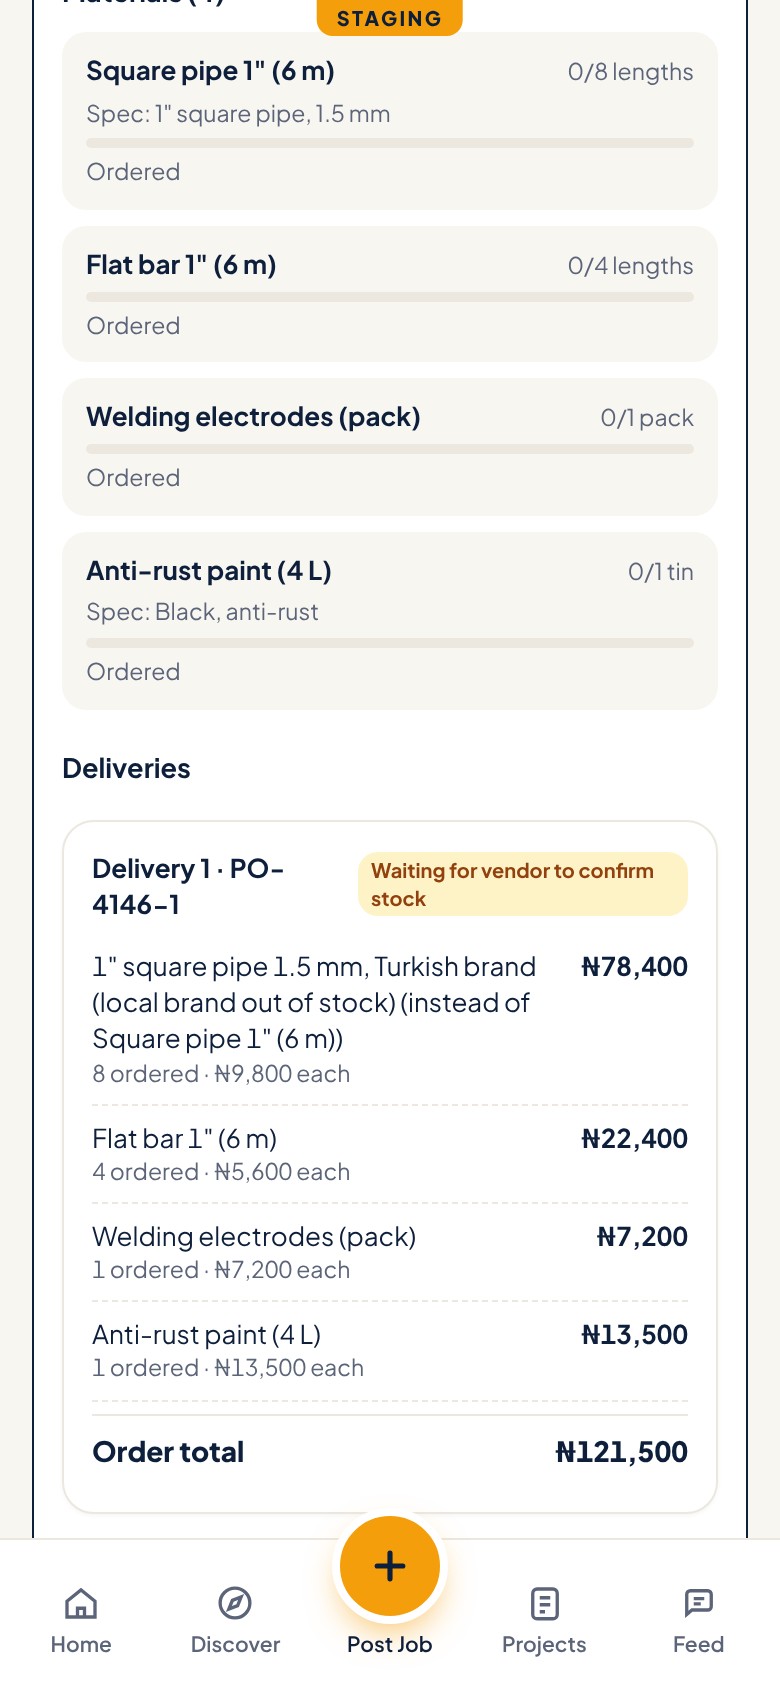 Materials (4)
STAGING
Square pipe 1" (6 m)
0/8 lengths
Spec: 1" square pipe, 1.5 mm
Ordered
Flat bar 1" (6 m)
0/4 lengths
Ordered
Welding electrodes (pack)
0/1 pack
Ordered
Anti-rust paint (4 L)
0/1 tin
Spec: Black, anti-rust
Ordered
Deliveries
Delivery 1 · PO-
4146-1
Waiting for vendor to confirm
stock
1" square pipe 1.5 mm, Turkish brand
(local brand out of stock) (instead of
Square pipe 1" (6 m))
₦78,400
8 ordered · ₦9,800 each
Flat bar 1" (6 m)
₦22,400
4 ordered · ₦5,600 each
Welding electrodes (pack)
₦7,200
1 ordered · ₦7,200 each
Anti-rust paint (4 L)
₦13,500
1 ordered · ₦13,500 each
Order total
₦121,500
Home
Discover
Post Job
Projects
Feed